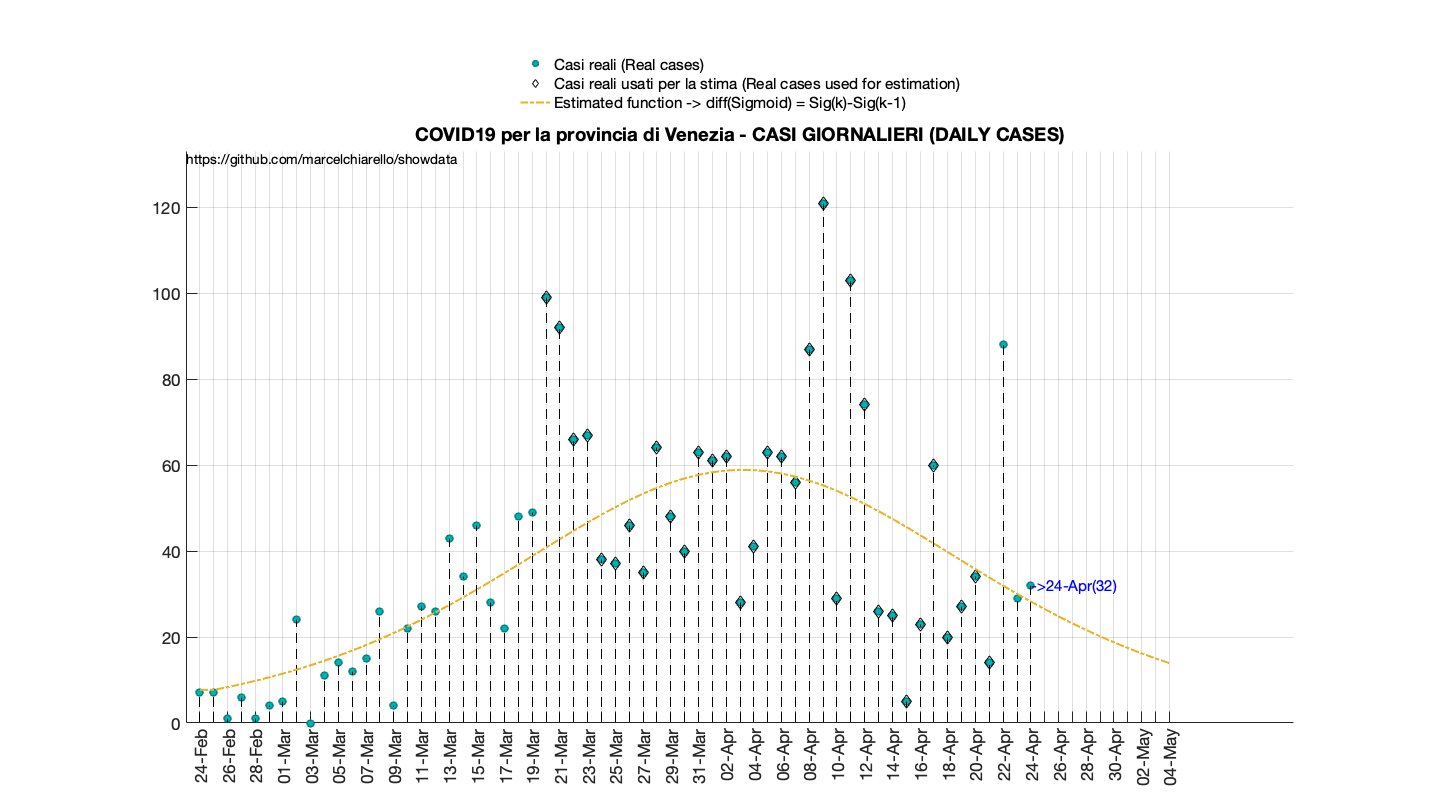 Casi reali (Real cases)
Casi reali usati per la stima (Real cases used for estimation)
Estimated function -> diff(Sigmoid) = Sig(k)-Sig(k-1)
COVID19 per la provincia di Venezia - CASI GIORNALIERI (DAILY CASES)
https://github.com/marcelchiarello/showdata
120
100
80
60
40
20
0
->24-Apr(32)
24-Feb
26-Feb
28-Feb
01-Mar
03-Mar
05-Mar
07-Mar
09-Mar
11-Mar
13-Mar
15-Mar
17-Mar
19-Mar
21-Mar
23-Mar
25-Mar
27-Mar
29-Mar
31-Mar
02-Apr
04-Apr
06-Apr
08-Apr
10-Apr
12-Apr
14-Apr
16-Apr
18-Apr
20-Apr
22-Apr
24-Apr
26-Apr
28-Apr
30-Apr
02-May
04-May